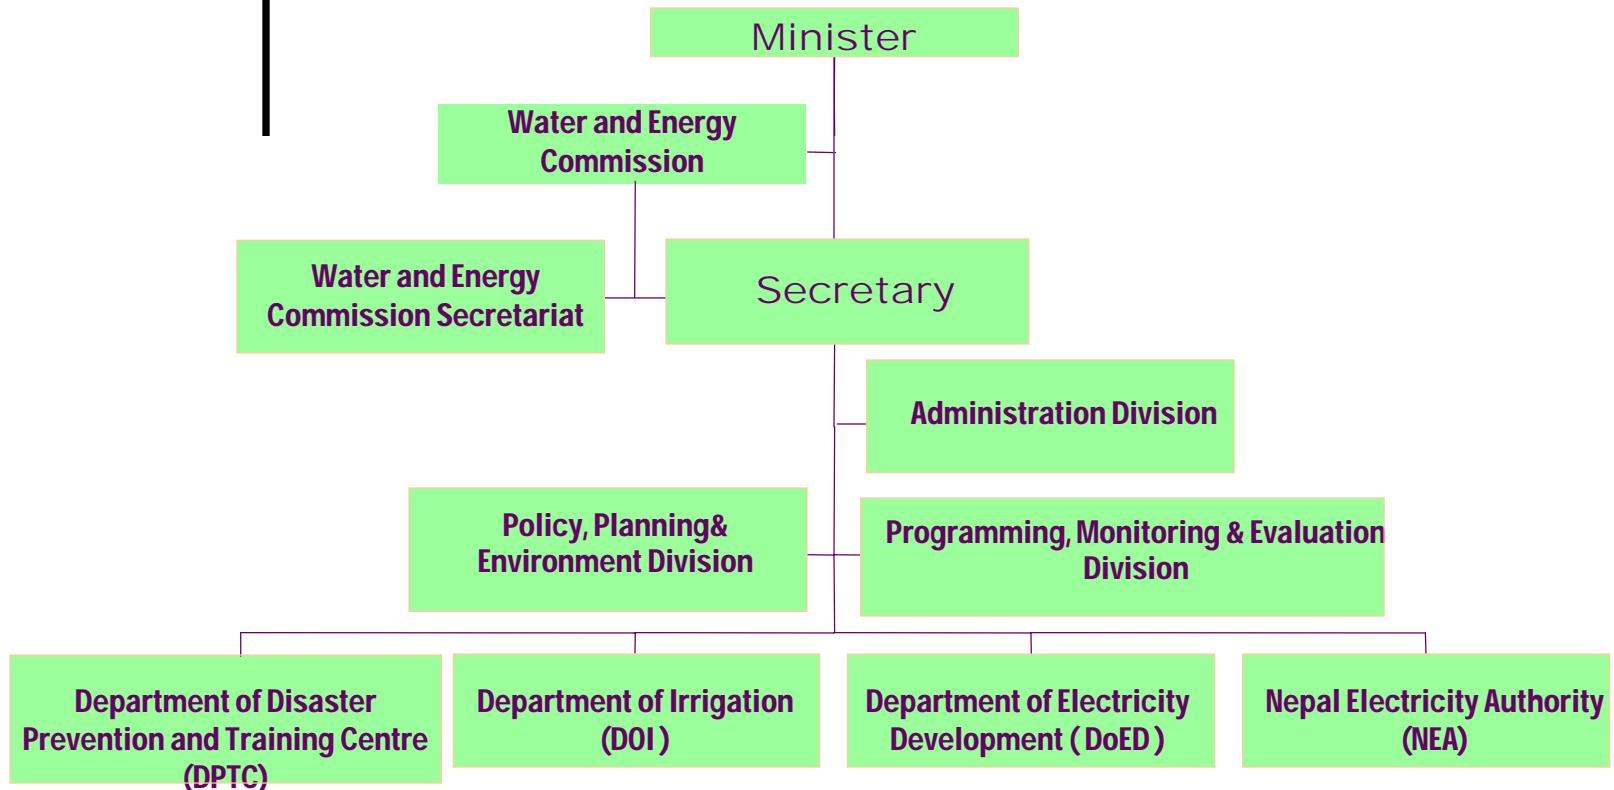 Minister
Water and Energy
Commission
Water and Energy
Commission Secretariat
Secretary
Administration Division
Policy, Planning&
Environment Division
Programming, Monitoring & Evaluation
Division
Department of Disaster
Prevention and Training Centre
(DPTC)
Department of Irrigation
(DOI )
Department of Electricity
Development ( DoED )
Nepal Electricity Authority
(NEA)